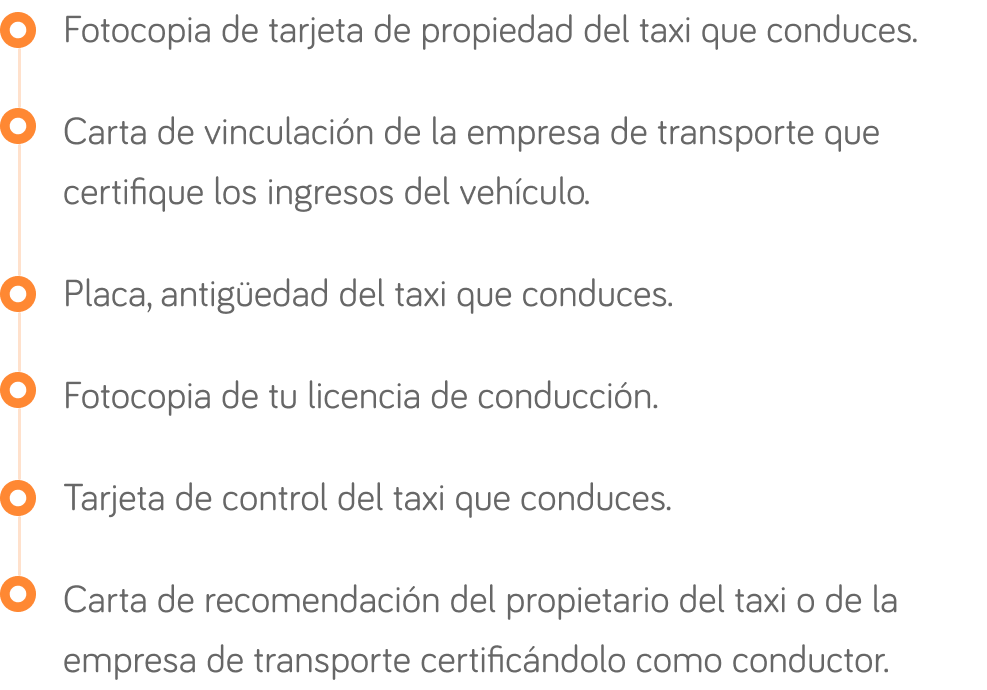 Fotocopia de tarjeta de propiedad del taxi que conduces.
Carta de vinculación de la empresa de transporte que
certifique los ingresos del vehículo.
Placa, antigüedad del taxi que conduces.
Fotocopia de tu licencia de conducción.
Tarjeta de control del taxi que conduces.
Carta de recomendación del propietario del taxi o de la
empresa de transporte certificándolo como conductor.